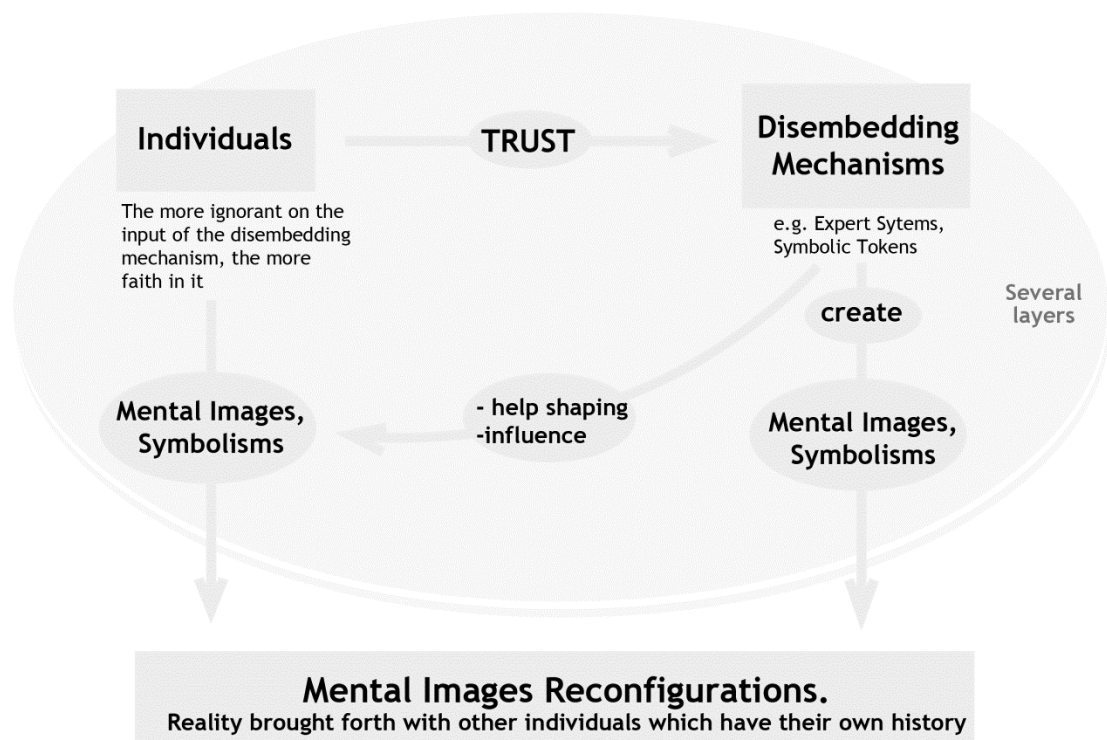 Individuals
TRUST
Disembedding
Mechanisms
The more ignorant on the
input of the disembedding
mechanism, the more
faith in it
e.g. Expert Sytems,
Symbolic Tokens
Several
layers
create
Mental Images,
Symbolisms
- help shaping
-influence
Mental Images,
Symbolisms
Mental Images Reconfigurations.
Reality brought forth with other individuals which have their own history